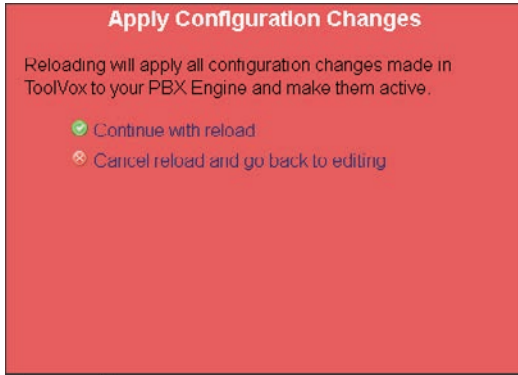 Apply Configuration Changes
Reloading will apply all configuration changes made in
ToolVox to your PBX Engine and make them active.
Continue with reload
Cancel reload and go back to editing